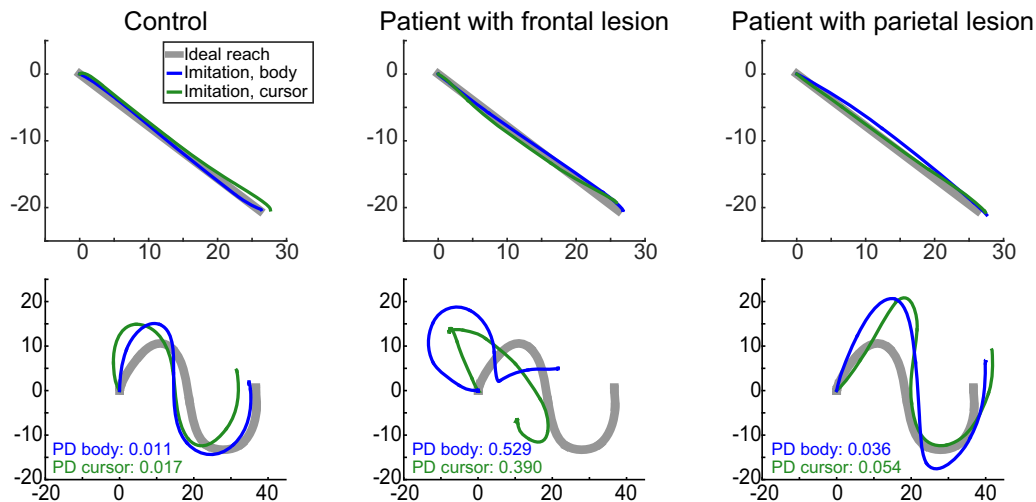 Control
Patient with frontal lesion
Patient with parietal lesion
Ideal reach
Imitation, body
Imitation, cursor
0
-10
-20
0 10 20 30
0
-10
-20
0 10 20 30
0
-10
-20
0 10 20 30
20
10
0
-10
-20
PD body: 0.011
PD cursor: 0.017
-20 0 20 40
20
10
0
-10
-20
PD body: 0.529
PD cursor: 0.390
-20 0 20 40
20
10
0
-10
-20
PD body: 0.036
PD cursor: 0.054
-20 0 20 40